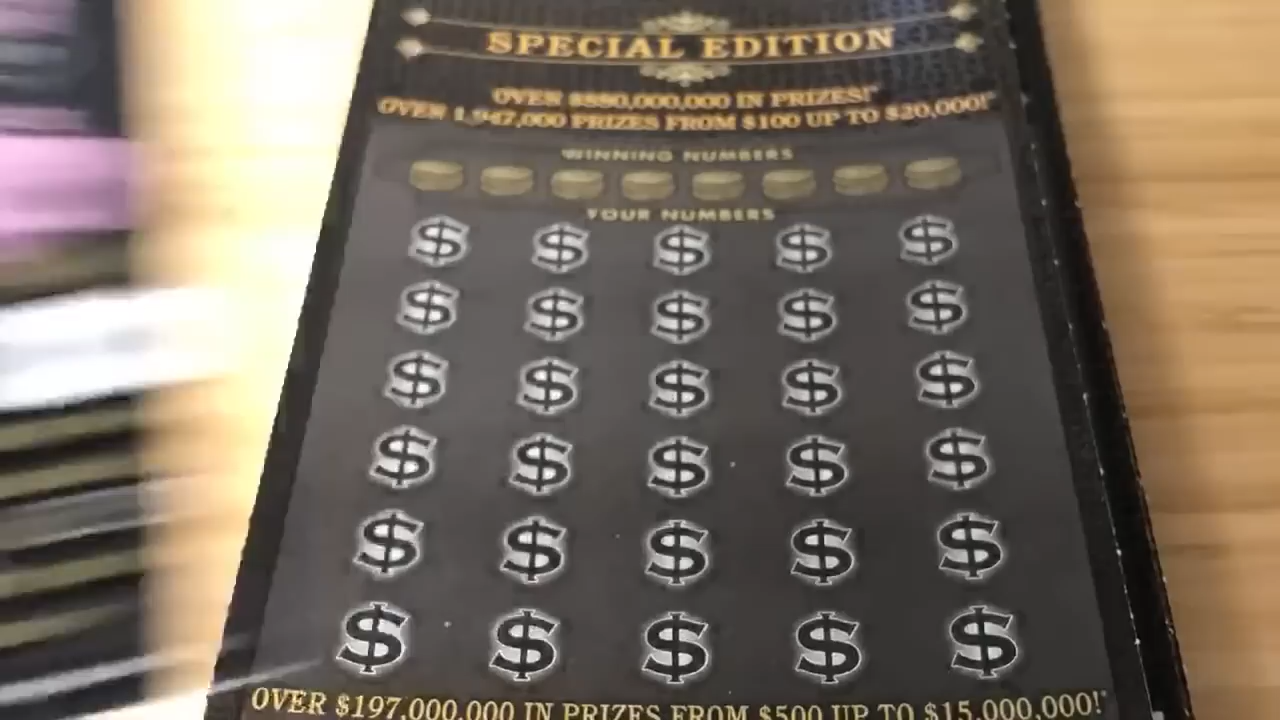 SPECIAL EDITION
OVER $880,000,000 IN PRIZES!*
OVER 1,947,000 PRIZES FROM $100 UP TO $20,000!*
WINNING NUMBERS
YOUR NUMBERS
$ $ $ $ $
$ $ $ $ $
$ $ $ $ $
$ $ $ $ $
$ $ $ $ $
$ $ $ $ $
OVER $197,000,000 IN PRIZES FROM $500 UP TO $15,000,000!*